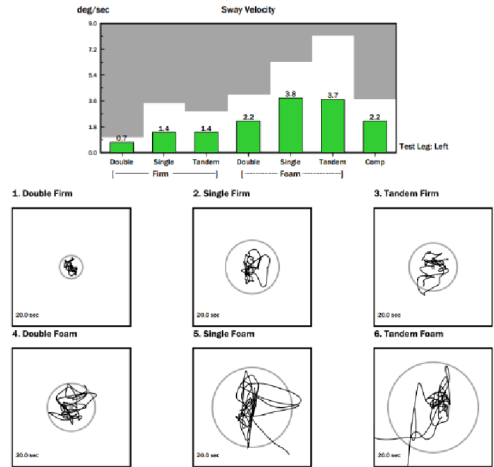 deg/sec
Sway Velocity
9.0
7.2
5.4
3.6
1.8
0.0
0.7
1.4
1.4
2.2
3.8
3.7
2.2
Test Leg: Left
Double Single Tandem Double Single Tandem Comp
[---------- Firm ----------] [---------- Foam ----------]
1. Double Firm
2. Single Firm
3. Tandem Firm
20.0 sec
20.0 sec
20.0 sec
4. Double Foam
5. Single Foam
6. Tandem Foam
20.0 sec
20.0 sec
20.0 sec